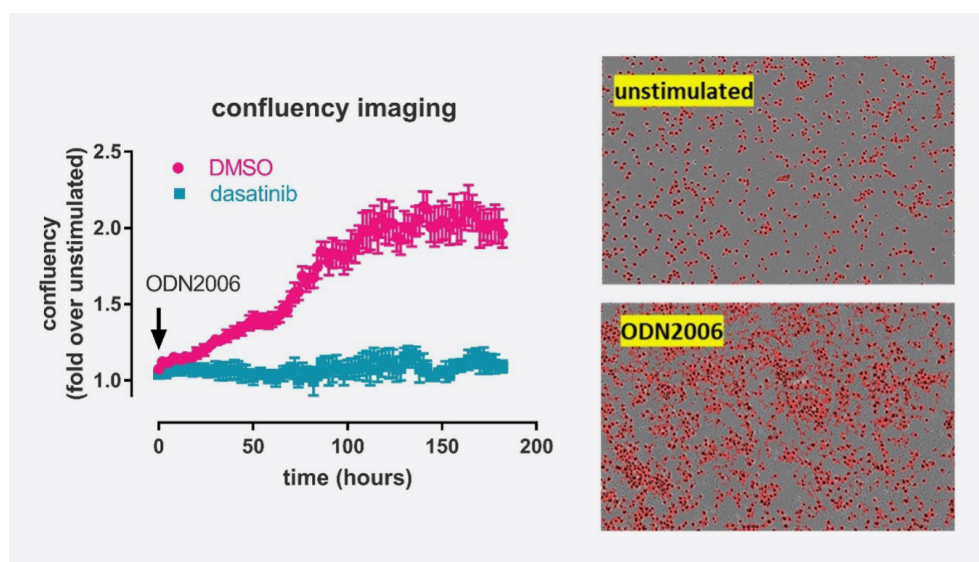 confluency imaging
confluency
(fold over unstimulated)
2.5
2.0
1.5
1.0
DMSO
dasatinib
ODN2006
0
50
100
150
200
time (hours)
unstimulated
ODN2006